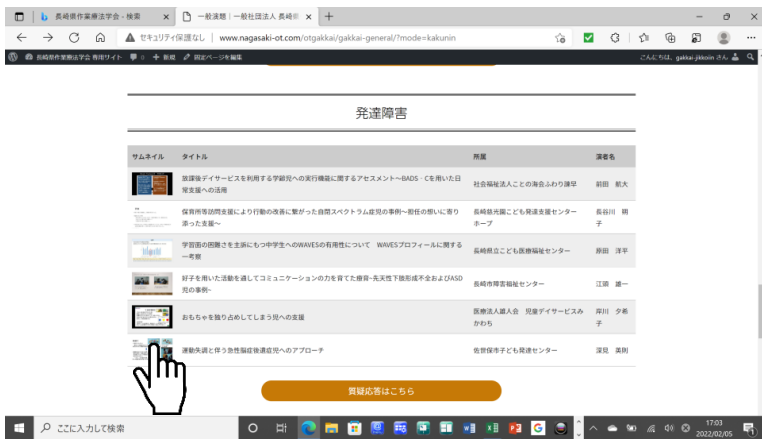 長崎県作業療法学会 - 検索
一般演題｜一般社団法人 長崎県
セキュリティ保護なし | www.nagasaki-ot.com/otgakkai/gakkai-general/?mode=kakunin
長崎県作業療法学会 専用サイト 0 + 新規 固定ページを編集 こんにちは、gakkai-jikkoiin さん
発達障害
サムネイル タイトル 所属 演者名
放課後デイサービスを利用する学齢児への実行機能に関するアセスメント〜BADS‐Cを用いた日 社会福祉法人ことの海会ふわり諫早 前田 航大
常支援への活用
保育所等訪問支援により行動の改善に繋がった自閉スペクトラム症児の事例〜担任の想いに寄り 長崎慈光園こども発達支援センター 長谷川 朔
添った支援〜 ホープ 子
学習面の困難さを主訴にもつ中学生へのWAVESの有用性について WAVESプロフィールに関する 長崎県立こども医療福祉センター 原田 洋平
一考察
好子を用いた活動を通してコミュニケーションの力を育てた療育-先天性下肢形成不全およびASD 長崎市障害福祉センター 江頭 雄一
児の事例-
おもちゃを独り占めしてしまう児への支援 医療法人雄人会 児童デイサービスみ 岸川 夕希
かわち 子
運動失調と伴う急性脳症後遺症児へのアプローチ 佐世保市子ども発達センター 深見 美則
質疑応答はこちら
ここに入力して検索
17:03
2022/02/05